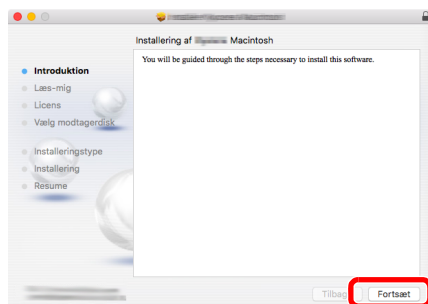 Installering af Macintosh
You will be guided through the steps necessary to install this software.
Introduktion
Læs-mig
Licens
Vælg modtagerdisk
Installeringstype
Installering
Resume
Tilbage
Fortsæt